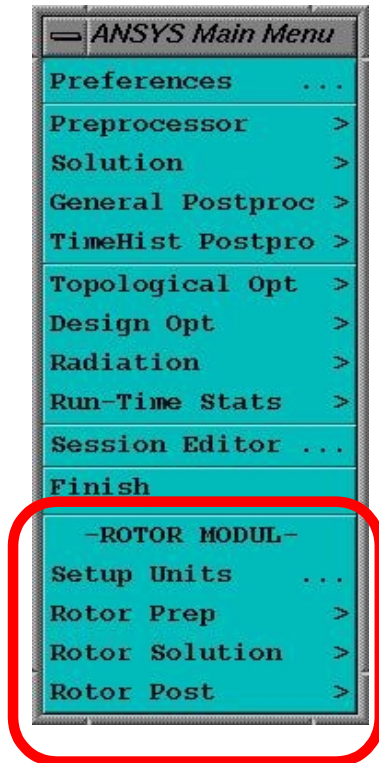 ANSYS Main Menu
Preferences ...
Preprocessor >
Solution >
General Postproc >
TimeHist Postpro >
Topological Opt >
Design Opt >
Radiation >
Run-Time Stats >
Session Editor ...
Finish
-ROTOR MODUL-
Setup Units ...
Rotor Prep >
Rotor Solution >
Rotor Post >